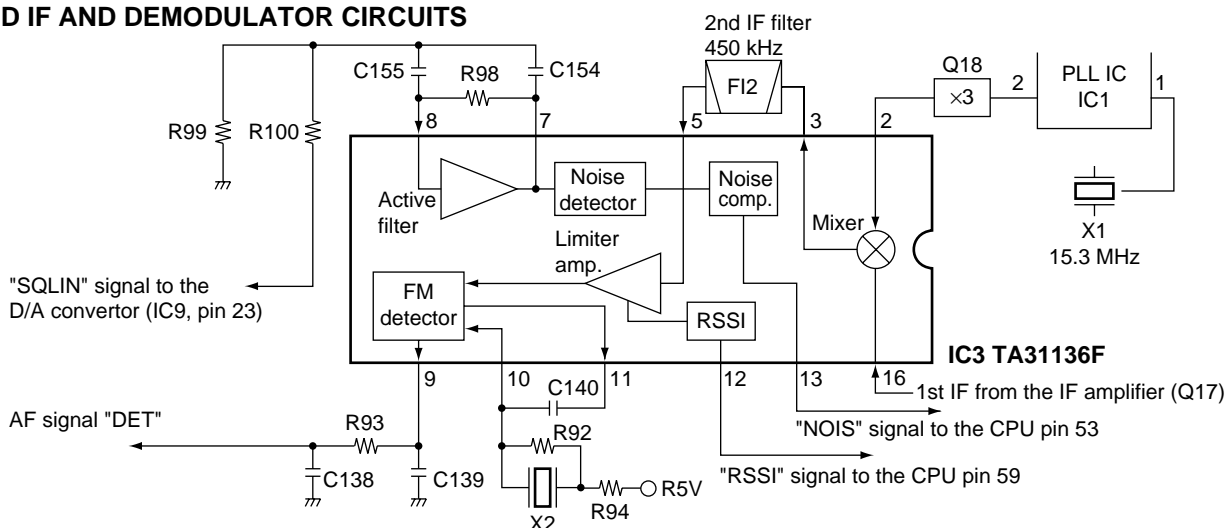 D IF AND DEMODULATOR CIRCUITS
2nd IF filter
450 kHz
Q18
PLL IC
IC1
C155
R98
C154
FI2
×3
2
1
R99
R100
8
7
5
3
2
Active
filter
Noise
detector
Noise
comp.
Mixer
X1
15.3 MHz
Limiter
amp.
"SQLIN" signal to the
D/A convertor (IC9, pin 23)
FM
detector
RSSI
IC3 TA31136F
9
10
11
12
13
16
C140
1st IF from the IF amplifier (Q17)
AF signal "DET"
R93
R92
"NOIS" signal to the CPU pin 53
C138
C139
"RSSI" signal to the CPU pin 59
R5V
X2
R94